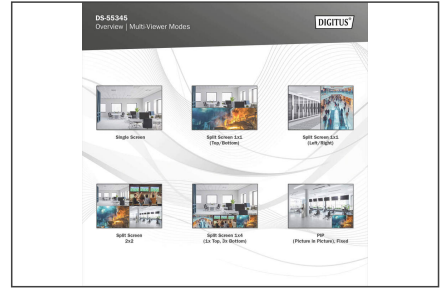 DS-55345
Overview | Multi-Viewer Modes
DIGITUS®
Single Screen
Split Screen 1x1
(Top/Bottom)
Split Screen 1x1
(Left/Right)
Split Screen
2x2
Split Screen 1x4
(1x Top, 3x Bottom)
PIP
(Picture in Picture), Fixed